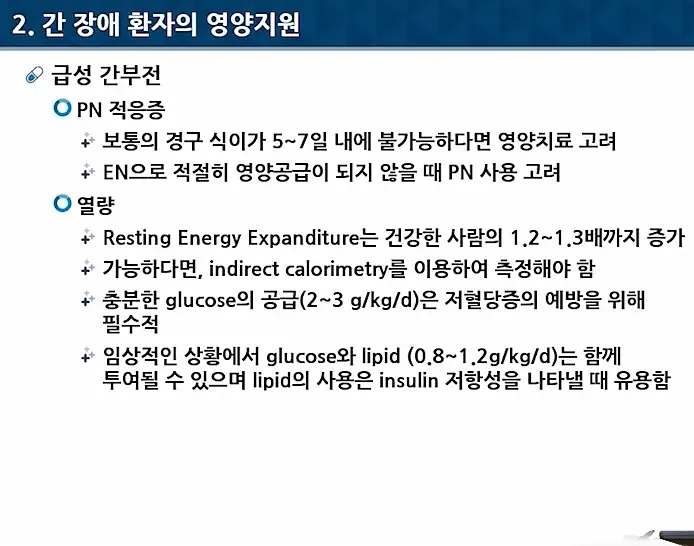 2. 간 장애 환자의 영양지원
급성 간부전
PN 적응증
보통의 경구 식이가 5~7일 내에 불가능하다면 영양치료 고려
EN으로 적절히 영양공급이 되지 않을 때 PN 사용 고려
열량
Resting Energy Expanditure는 건강한 사람의 1.2~1.3배까지 증가
가능하다면, indirect calorimetry를 이용하여 측정해야 함
충분한 glucose의 공급(2~3 g/kg/d)은 저혈당증의 예방을 위해
필수적
임상적인 상황에서 glucose와 lipid (0.8~1.2g/kg/d)는 함께
투여될 수 있으며 lipid의 사용은 insulin 저항성을 나타낼 때 유용함